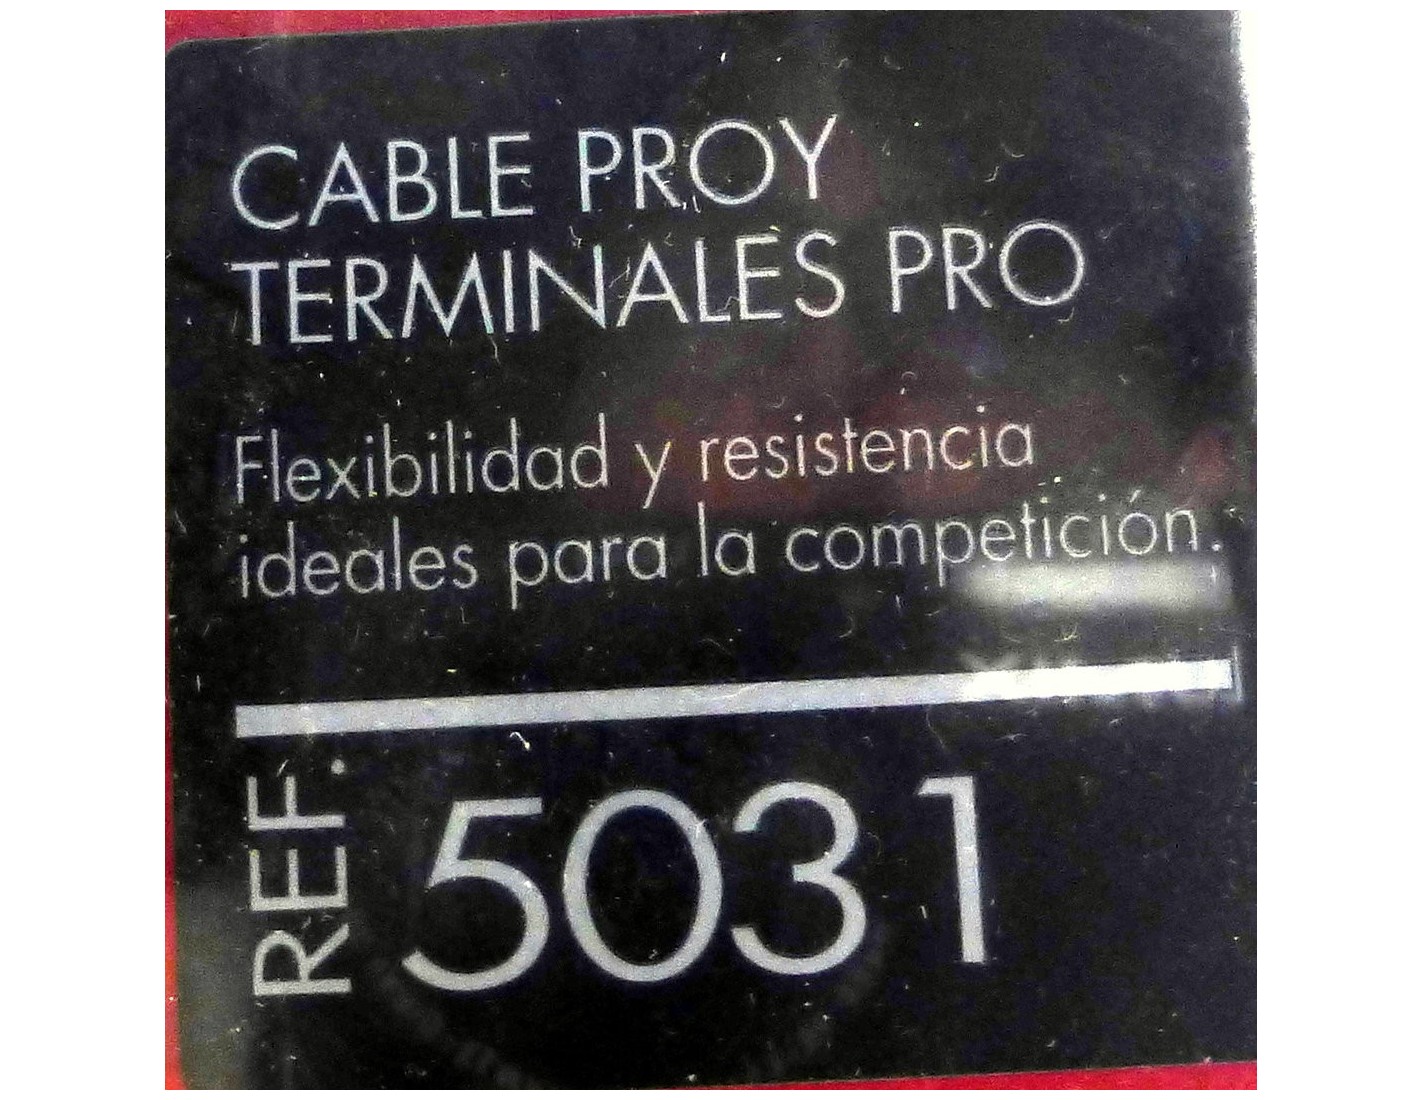 CABLE PROY
TERMINALES PRO
Flexibilidad y resistencia
ideales para la competición.
REF. 5031